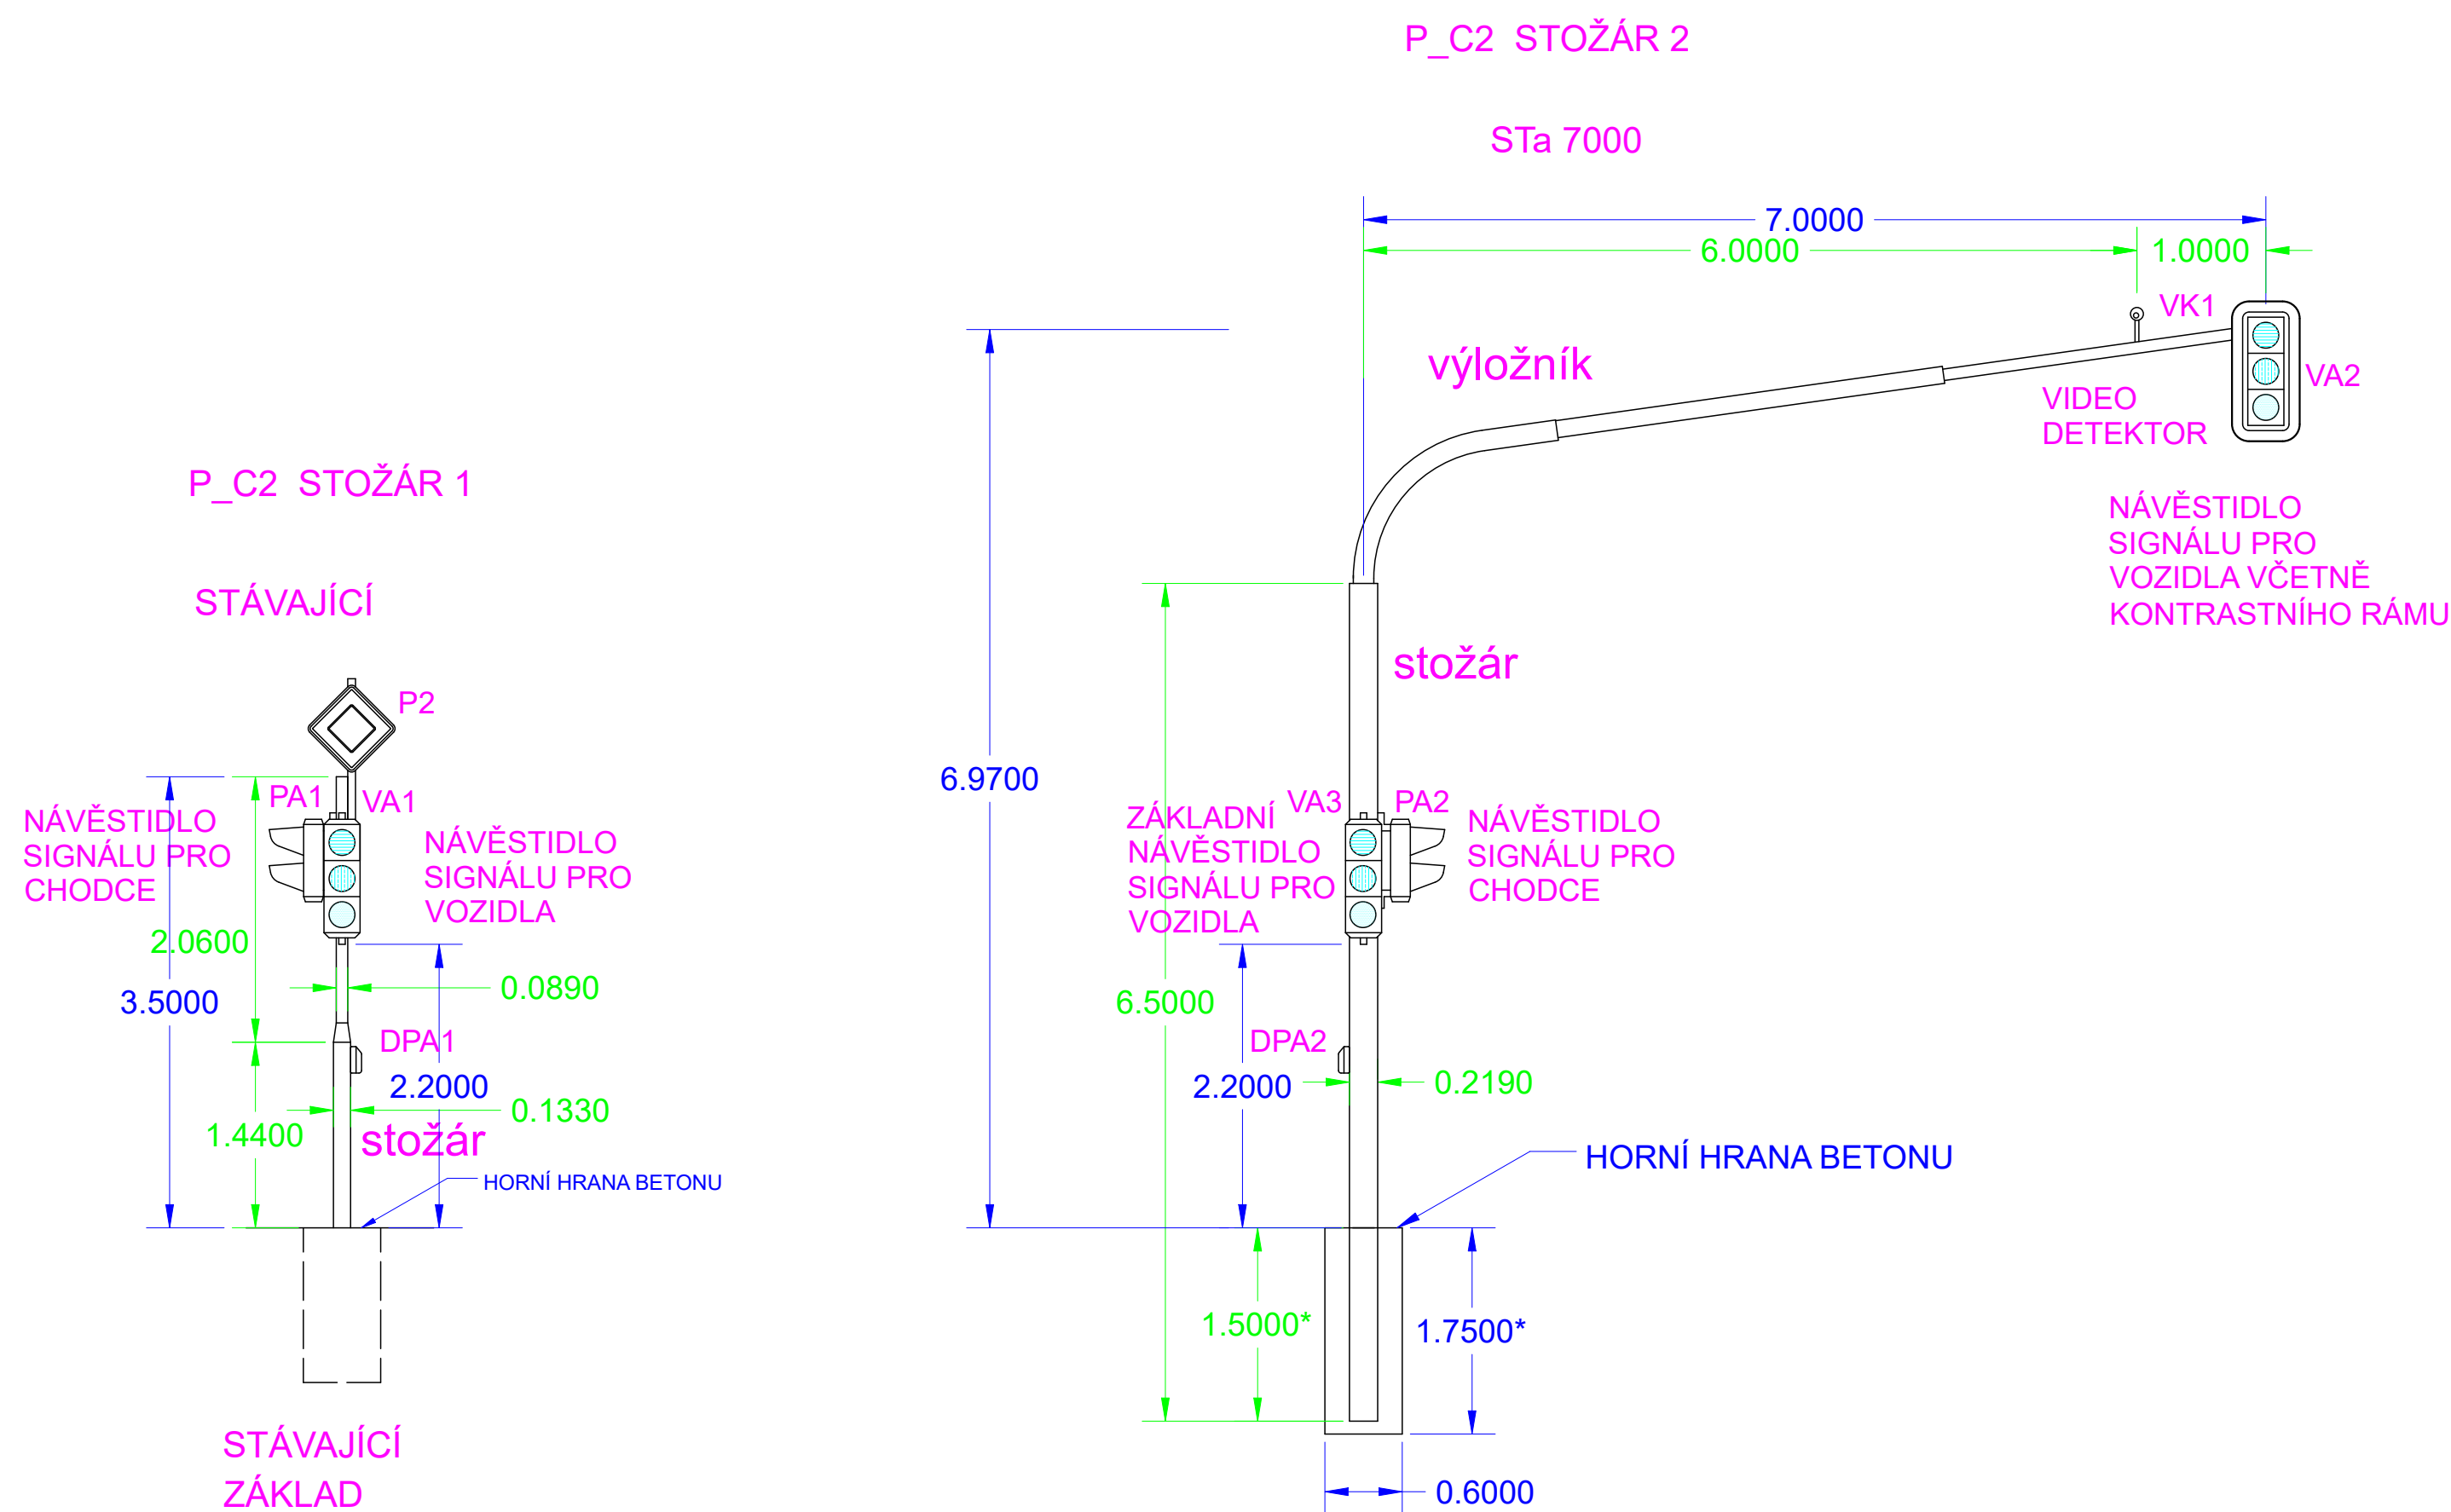 P_C2 STOŽÁR 2
STa 7000
7.0000
6.0000
1.0000
VK1
výložník
VA2
VIDEO
DETEKTOR
NÁVĚSTIDLO
SIGNÁLU PRO
VOZIDLA VČETNĚ
KONTRASTNÍHO RÁMU
P_C2 STOŽÁR 1
STÁVAJÍCÍ
P2
PA1
VA1
NÁVĚSTIDLO
SIGNÁLU PRO
CHODCE
NÁVĚSTIDLO
SIGNÁLU PRO
VOZIDLA
2.0600
3.5000
0.0890
DPA1
2.2000
0.1330
1.4400
stožár
HORNÍ HRANA BETONU
STÁVAJÍCÍ
ZÁKLAD
stožár
6.9700
VA3
PA2
ZÁKLADNÍ
NÁVĚSTIDLO
SIGNÁLU PRO
VOZIDLA
NÁVĚSTIDLO
SIGNÁLU PRO
CHODCE
6.5000
DPA2
2.2000
0.2190
HORNÍ HRANA BETONU
1.5000*
1.7500*
0.6000